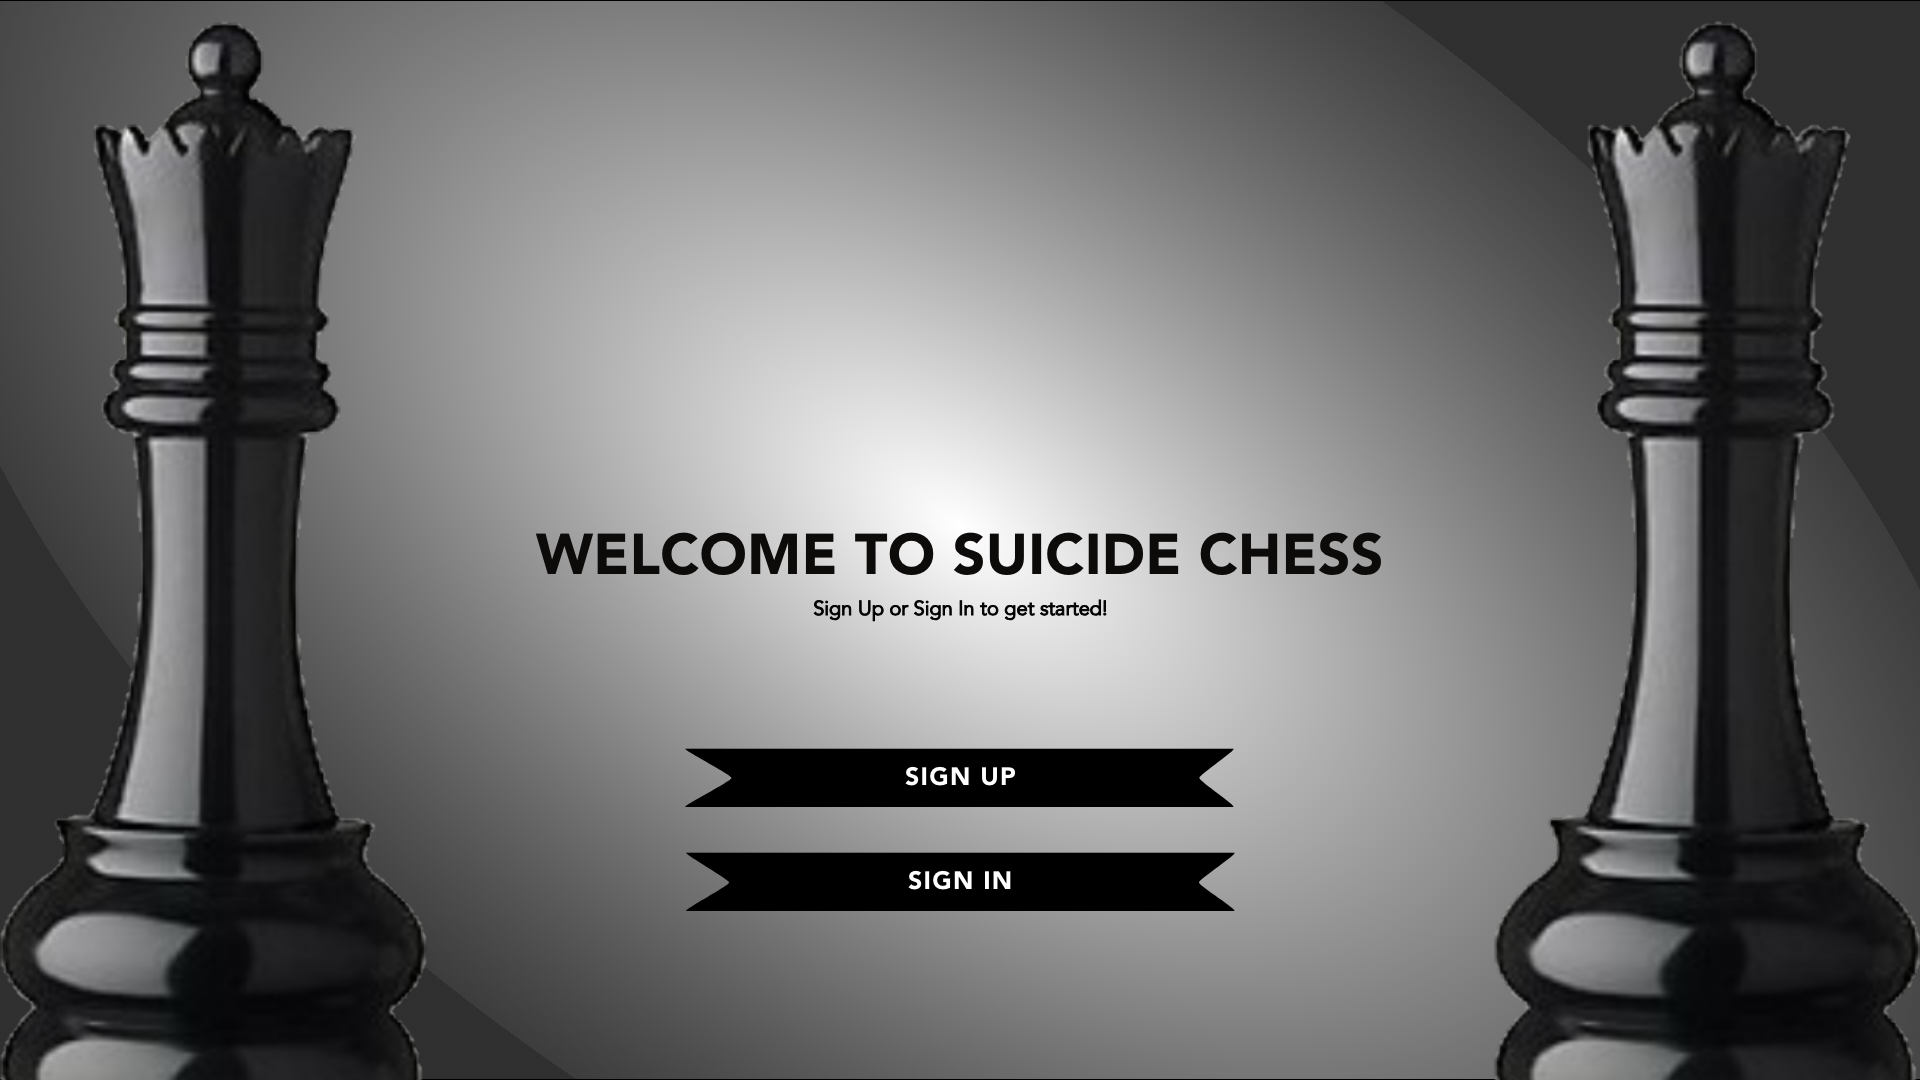 WELCOME TO SUICIDE CHESS
Sign Up or Sign In to get started!
SIGN UP
SIGN IN